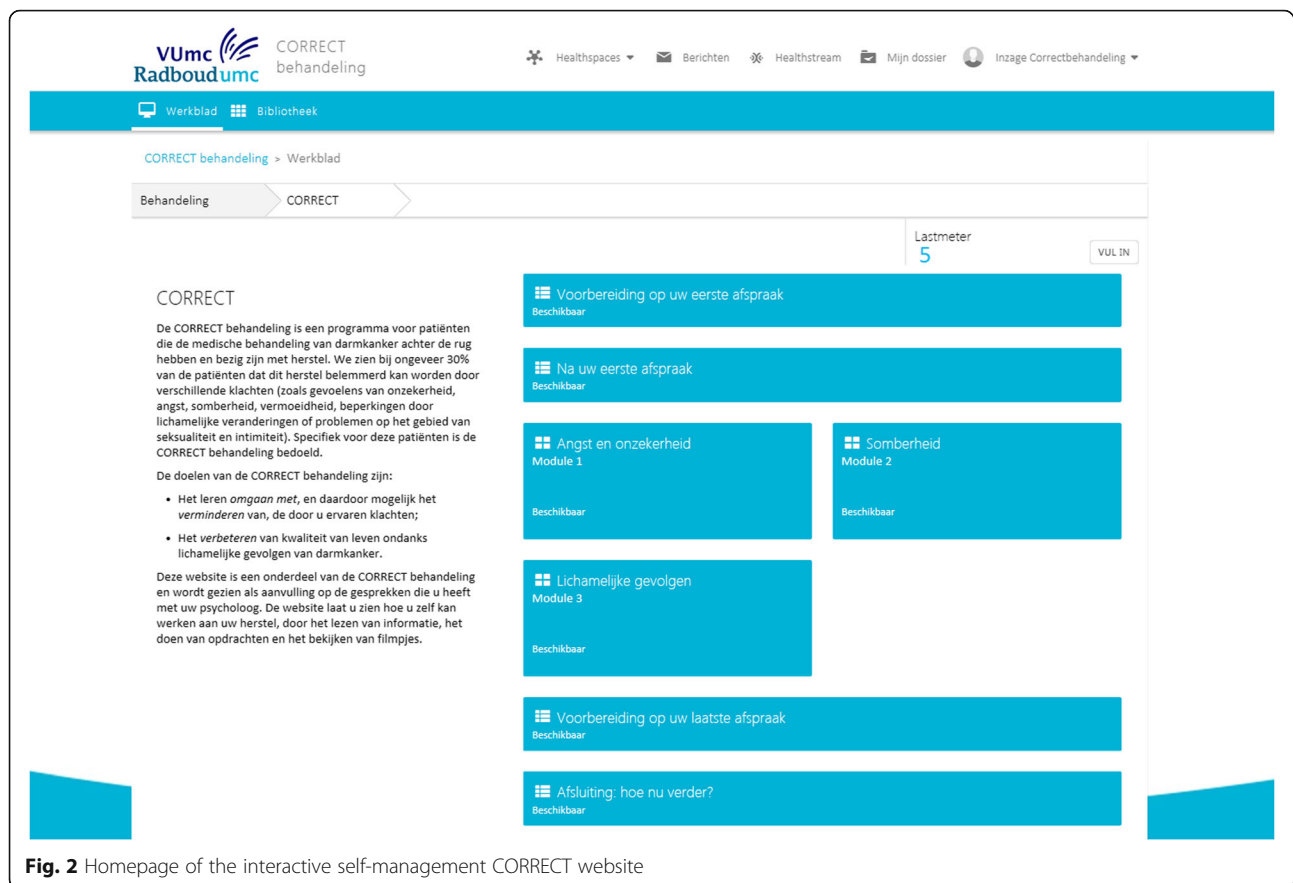 VUmc
Radboudumc
CORRECT
behandeling
Healthspaces
Berichten
Healthstream
Mijn dossier
Inzage Correctbehandeling
Werkblad
Bibliotheek
CORRECT behandeling > Werkblad
Behandeling
CORRECT
Lastmeter
5
VUL IN
CORRECT
De CORRECT behandeling is een programma voor patiënten
die de medische behandeling van darmkanker achter de rug
hebben en bezig zijn met herstel. We zien bij ongeveer 30%
van de patiënten dat dit herstel belemmerd kan worden door
verschillende klachten (zoals gevoelens van onzekerheid,
angst, somberheid, vermoeidheid, beperkingen door
lichamelijke veranderingen of problemen op het gebied van
seksualiteit en intimiteit). Specifiek voor deze patiënten is de
CORRECT behandeling bedoeld.
De doelen van de CORRECT behandeling zijn:
• Het leren omgaan met, en daardoor mogelijk het
verminderen van, de door u ervaren klachten;
• Het verbeteren van kwaliteit van leven ondanks
lichamelijke gevolgen van darmkanker.
Deze website is een onderdeel van de CORRECT behandeling
en wordt gezien als aanvulling op de gesprekken die u heeft
met uw psycholoog. De website laat u zien hoe u zelf kan
werken aan uw herstel, door het lezen van informatie, het
doen van opdrachten en het bekijken van filmpjes.
Voorbereiding op uw eerste afspraak
Beschikbaar
Na uw eerste afspraak
Beschikbaar
Angst en onzekerheid
Module 1
Beschikbaar
Somberheid
Module 2
Beschikbaar
Lichamelijke gevolgen
Module 3
Beschikbaar
Voorbereiding op uw laatste afspraak
Beschikbaar
Afsluiting: hoe nu verder?
Beschikbaar
Fig. 2 Homepage of the interactive self-management CORRECT website